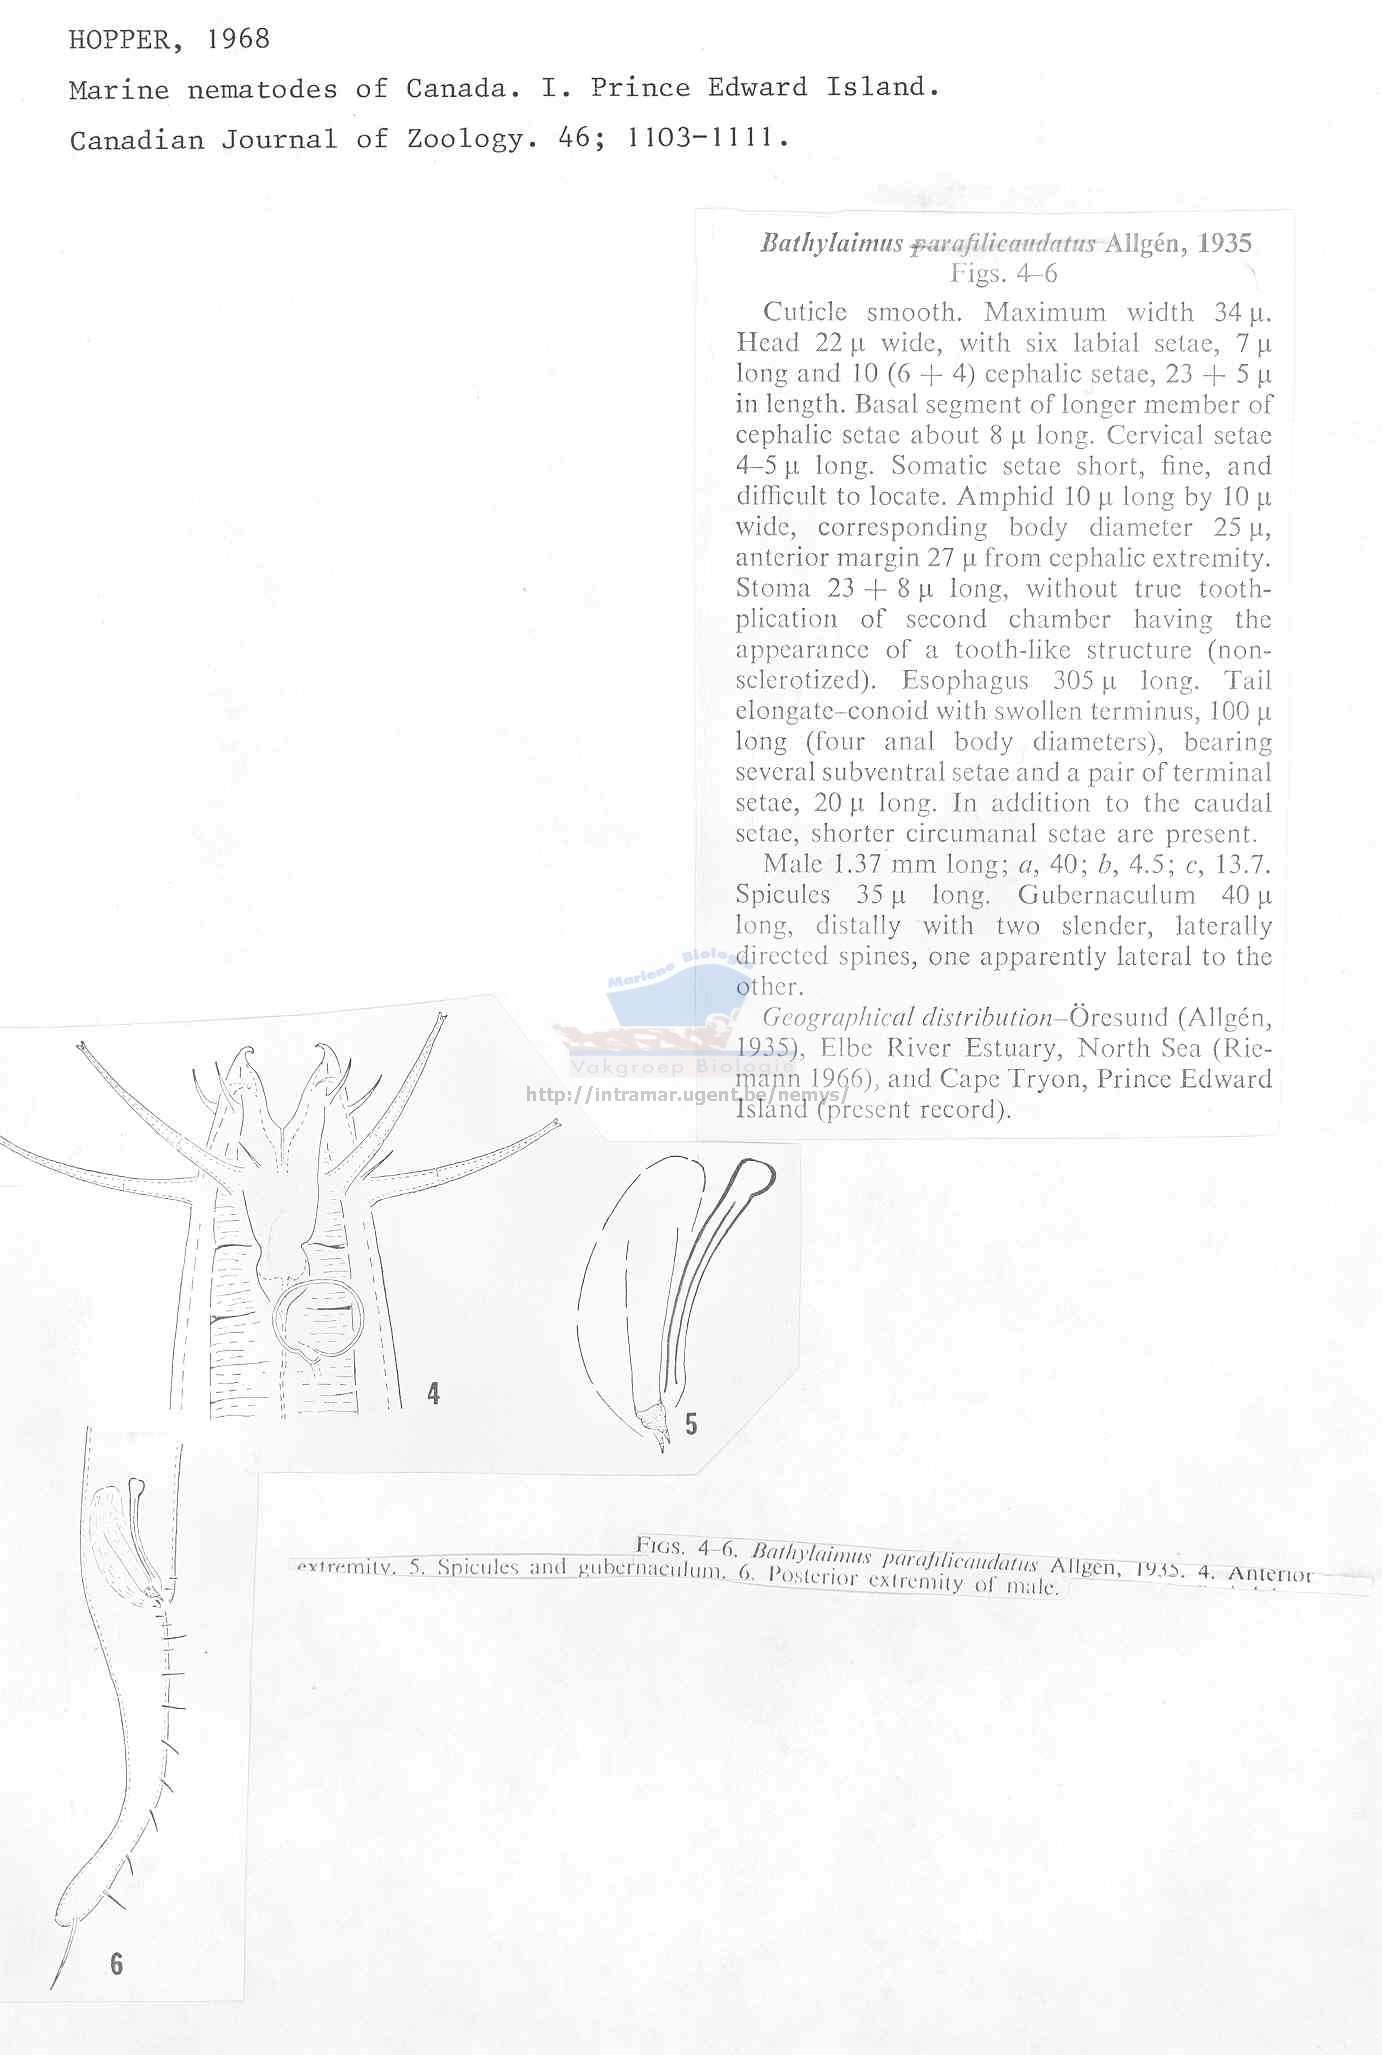 HOPPER, 1968
Marine nematodes of Canada. I. Prince Edward Island.
Canadian Journal of Zoology. 46; 1103-1111.
Bathylaimus parafilicaudatus Allgén, 1935
Figs. 4–6
Cuticle smooth. Maximum width 34 µ.
Head 22 µ wide, with six labial setae, 7 µ
long and 10 (6 + 4) cephalic setae, 23 + 5 µ
in length. Basal segment of longer member of
cephalic setae about 8 µ long. Cervical setae
4–5 µ long. Somatic setae short, fine, and
difficult to locate. Amphid 10 µ long by 10 µ
wide, corresponding body diameter 25 µ,
anterior margin 27 µ from cephalic extremity.
Stoma 23 + 8 µ long, without true tooth-
plication of second chamber having the
appearance of a tooth-like structure (non-
sclerotized). Esophagus 305 µ long. Tail
elongate–conoid with swollen terminus, 100 µ
long (four anal body diameters), bearing
several subventral setae and a pair of terminal
setae, 20 µ long. In addition to the caudal
setae, shorter circumanal setae are present.
Male 1.37 mm long; a, 40; b, 4.5; c, 13.7.
Spicules 35 µ long. Gubernaculum 40 µ
long, distally with two slender, laterally
directed spines, one apparently lateral to the
other.
Geographical distribution–Öresund (Allgén,
1935), Elbe River Estuary, North Sea (Rie-
mann 1966), and Cape Tryon, Prince Edward
Island (present record).
Mariene Biologie
Vakgroep Biologie
http://intramar.ugent.be/nemys/
4
5
6
FIGS. 4–6. Bathylaimus parafilicaudatus Allgén, 1935. 4. Anterior
extremity. 5. Spicules and gubernaculum. 6. Posterior extremity of male.